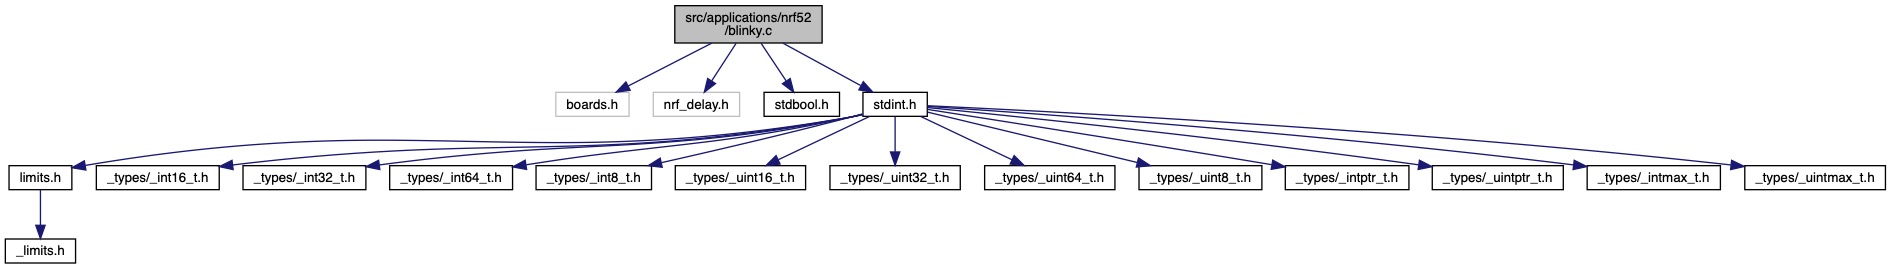 src/applications/nrf52
/blinky.c
boards.h
nrf_delay.h
stdbool.h
stdint.h
limits.h
_types/_int16_t.h
_types/_int32_t.h
_types/_int64_t.h
_types/_int8_t.h
_types/_uint16_t.h
_types/_uint32_t.h
_types/_uint64_t.h
_types/_uint8_t.h
_types/_intptr_t.h
_types/_uintptr_t.h
_types/_intmax_t.h
_types/_uintmax_t.h
_limits.h